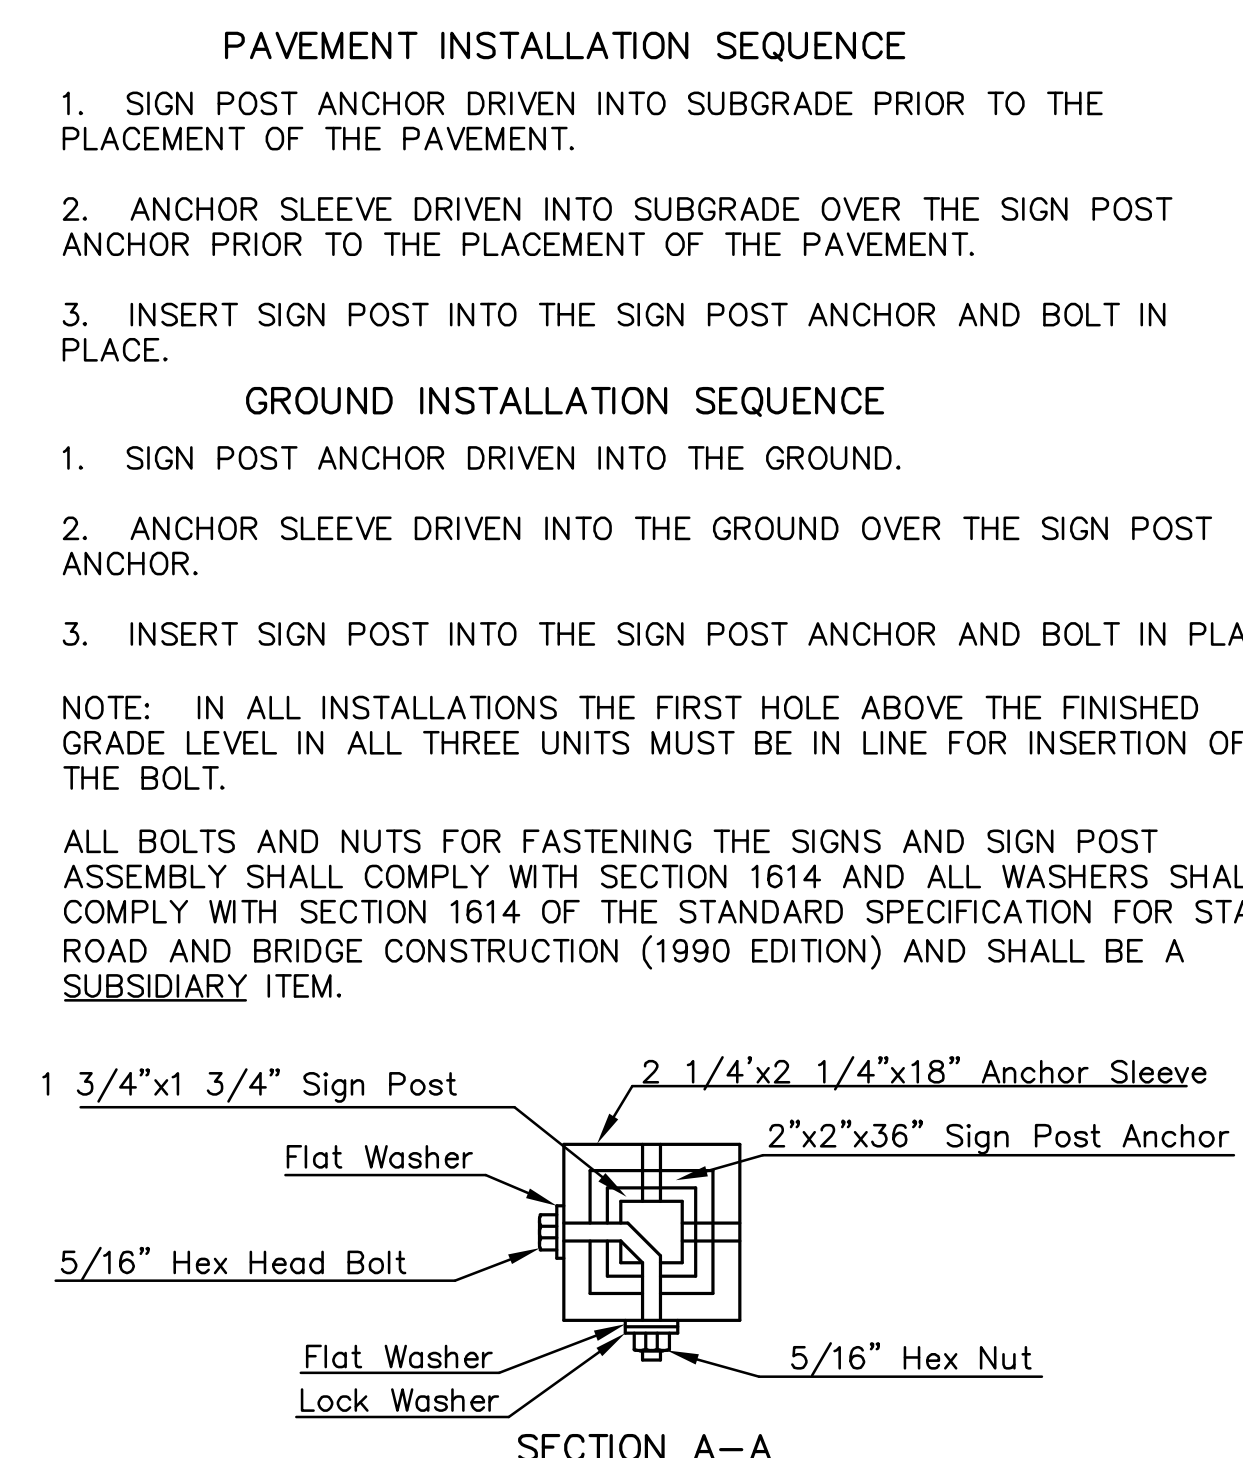 PAVEMENT INSTALLATION SEQUENCE
1. SIGN POST ANCHOR DRIVEN INTO SUBGRADE PRIOR TO THE
PLACEMENT OF THE PAVEMENT.
2. ANCHOR SLEEVE DRIVEN INTO SUBGRADE OVER THE SIGN POST
ANCHOR PRIOR TO THE PLACEMENT OF THE PAVEMENT.
3. INSERT SIGN POST INTO THE SIGN POST ANCHOR AND BOLT IN
PLACE.
GROUND INSTALLATION SEQUENCE
1. SIGN POST ANCHOR DRIVEN INTO THE GROUND.
2. ANCHOR SLEEVE DRIVEN INTO THE GROUND OVER THE SIGN POST
ANCHOR.
3. INSERT SIGN POST INTO THE SIGN POST ANCHOR AND BOLT IN PLA
NOTE: IN ALL INSTALLATIONS THE FIRST HOLE ABOVE THE FINISHED
GRADE LEVEL IN ALL THREE UNITS MUST BE IN LINE FOR INSERTION OF
THE BOLT.
ALL BOLTS AND NUTS FOR FASTENING THE SIGNS AND SIGN POST
ASSEMBLY SHALL COMPLY WITH SECTION 1614 AND ALL WASHERS SHAL
COMPLY WITH SECTION 1614 OF THE STANDARD SPECIFICATION FOR STA
ROAD AND BRIDGE CONSTRUCTION (1990 EDITION) AND SHALL BE A
SUBSIDIARY ITEM.
2 1/4'x2 1/4"x18" Anchor Sleeve
1 3/4"x1 3/4" Sign Post
2"x2"x36" Sign Post Anchor
Flat Washer
5/16" Hex Head Bolt
Flat Washer
5/16" Hex Nut
Lock Washer
SECTION A-A